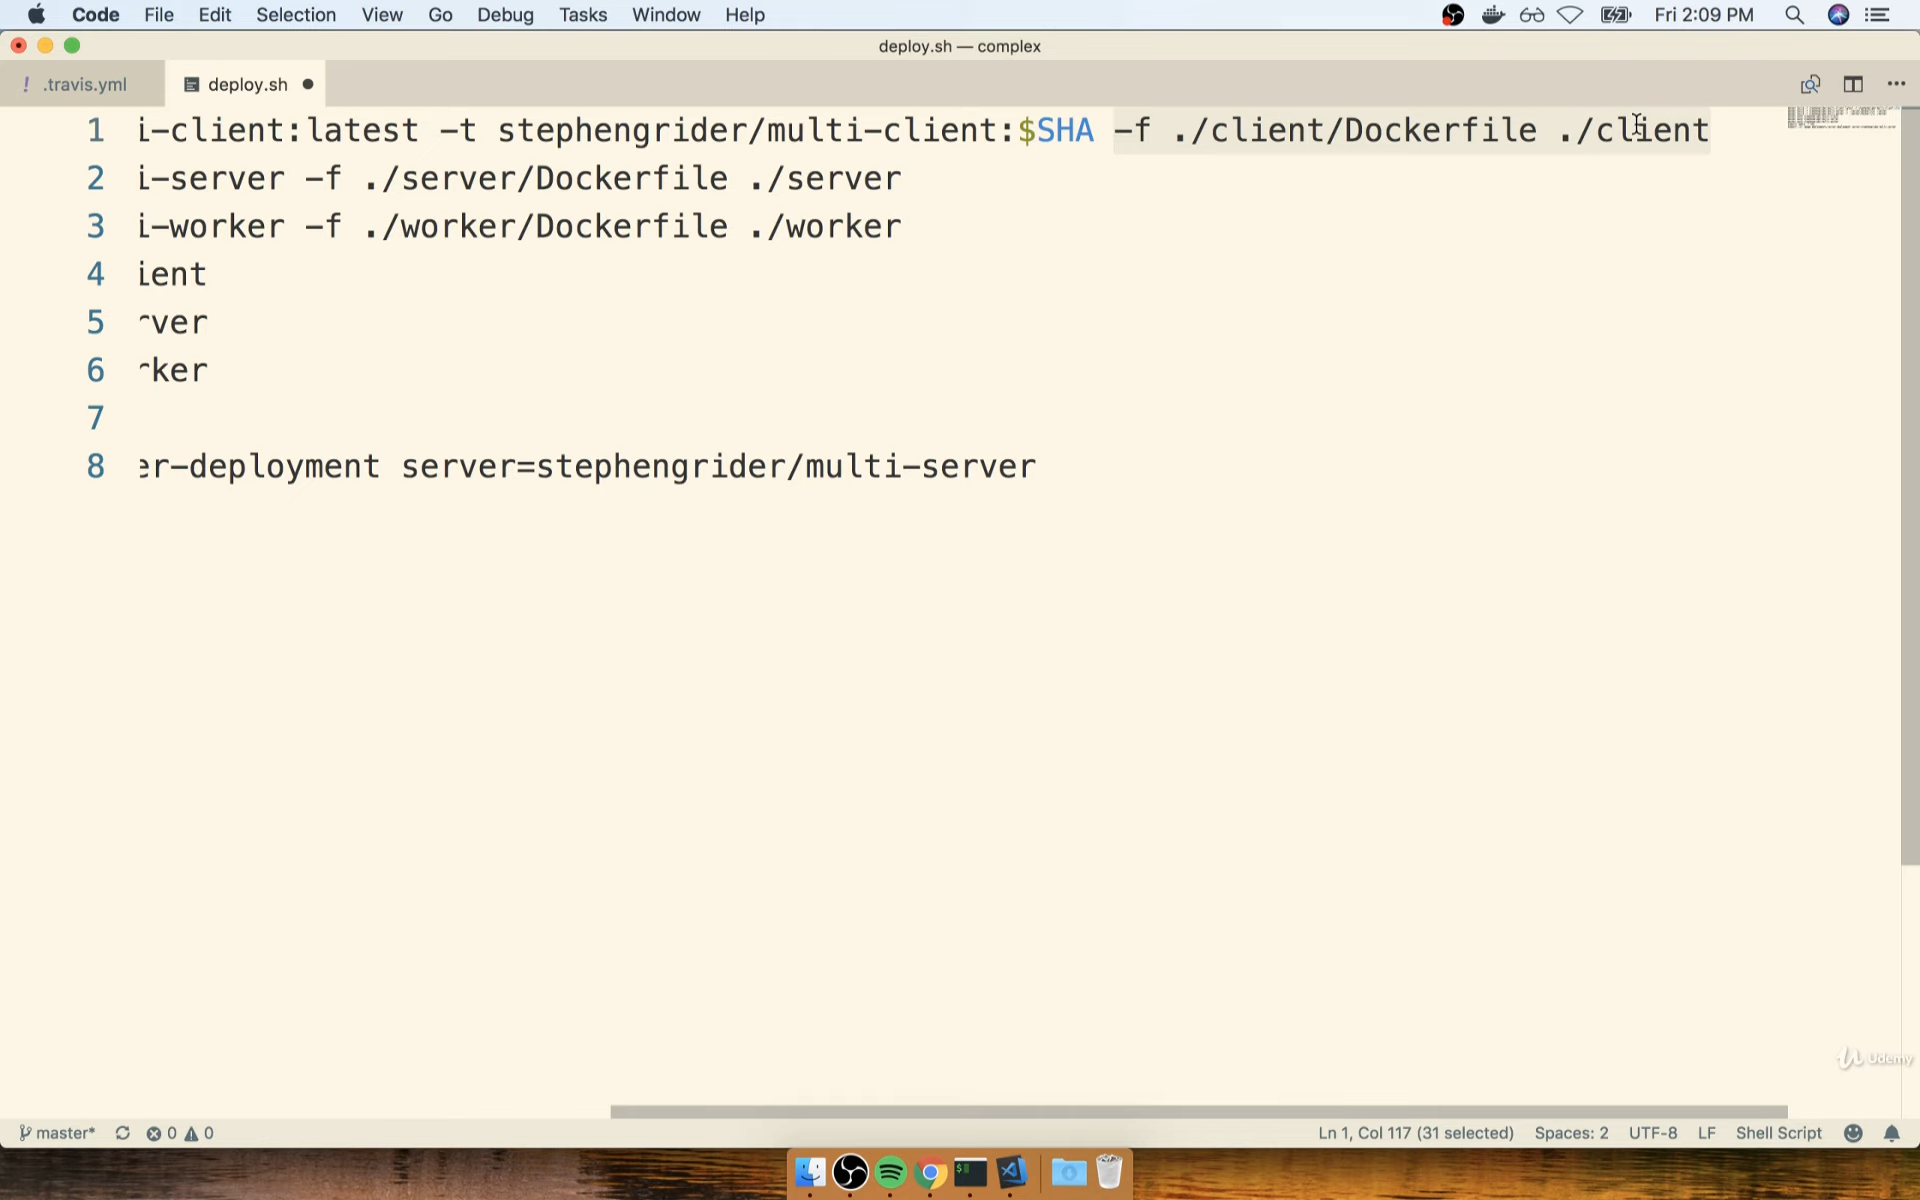 Code File Edit Selection View Go Debug Tasks Window Help Fri 2:09 PM
deploy.sh — complex
! .travis.yml deploy.sh
1 i-client:latest -t stephengrider/multi-client:$SHA -f ./client/Dockerfile ./client
2 i-server -f ./server/Dockerfile ./server
3 i-worker -f ./worker/Dockerfile ./worker
4 ient
5 rver
6 rker
7
8 er-deployment server=stephengrider/multi-server
Udemy
master* 0 0 Ln 1, Col 117 (31 selected) Spaces: 2 UTF-8 LF Shell Script